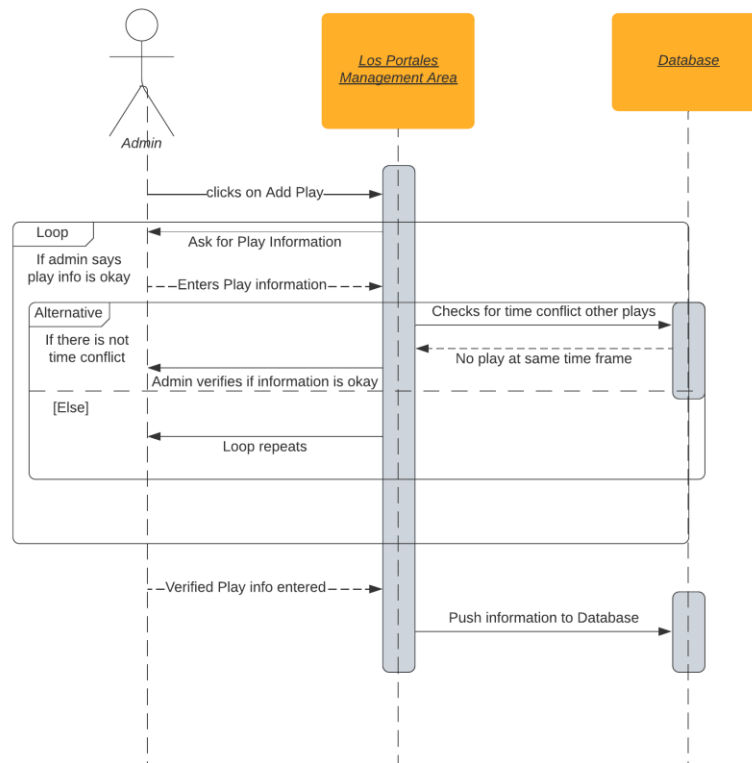 Los Portales
Management Area
Database
Admin
clicks on Add Play
Loop
Ask for Play Information
If admin says
play info is okay
Enters Play information
Alternative
Checks for time conflict other plays
If there is not
time conflict
No play at same time frame
Admin verifies if information is okay
[Else]
Loop repeats
Verified Play info entered
Push information to Database